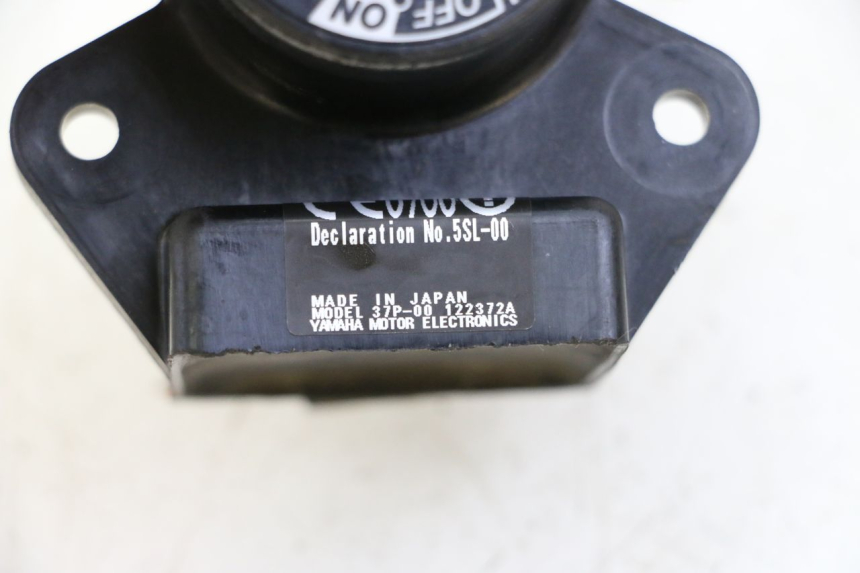 OFF
ON
Declaration No.5SL-00
MADE IN JAPAN
MODEL 37P-00 122372A
YAMAHA MOTOR ELECTRONICS